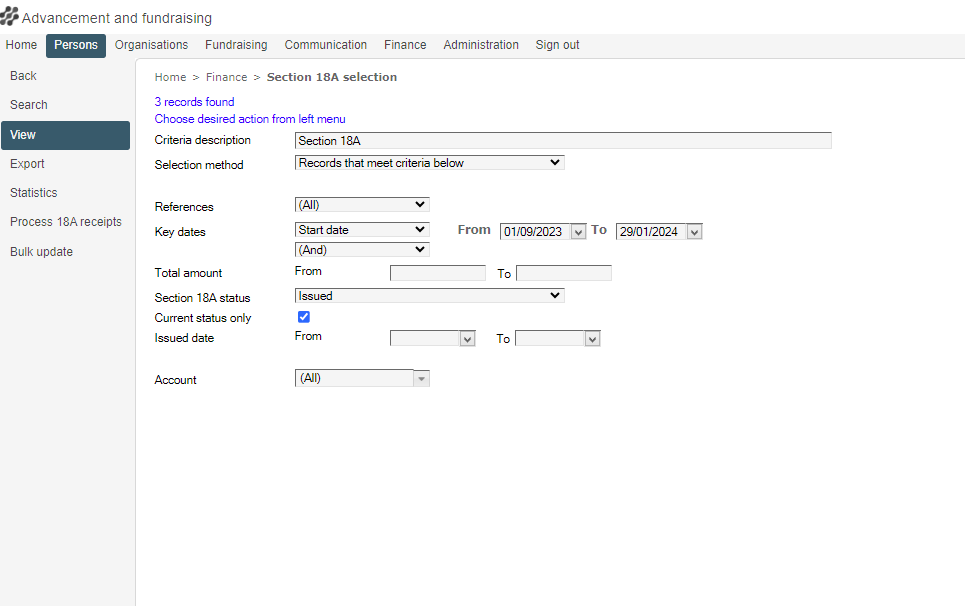 Advancement and fundraising
Home Persons Organisations Fundraising Communication Finance Administration Sign out
Back
Search
View
Export
Statistics
Process 18A receipts
Bulk update
Home > Finance > Section 18A selection
3 records found
Choose desired action from left menu
Criteria description Section 18A
Selection method Records that meet criteria below
References (All)
Key dates Start date From 01/09/2023 To 29/01/2024
(And)
Total amount From To
Section 18A status Issued
Current status only
Issued date From To
Account (All)